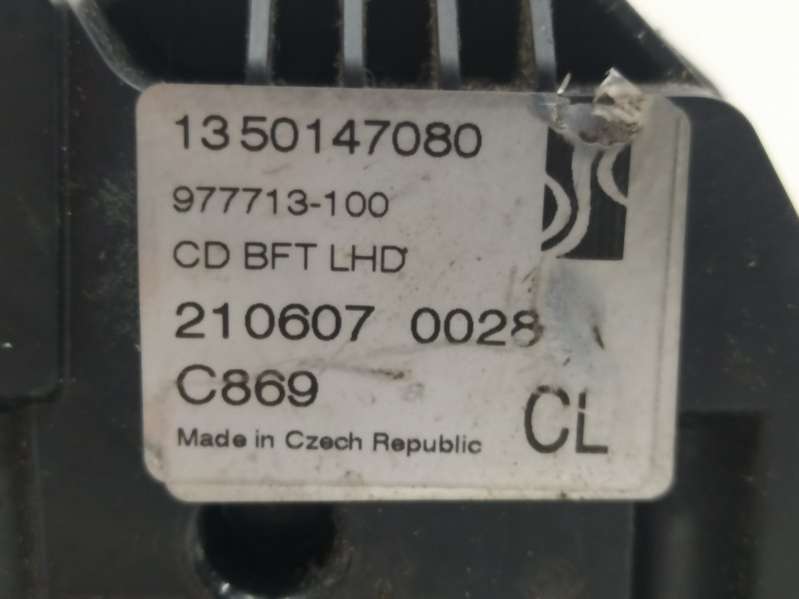 1350147080
977713-100
CD BFT LHD
210607 0028
C869
CL
Made in Czech Republic